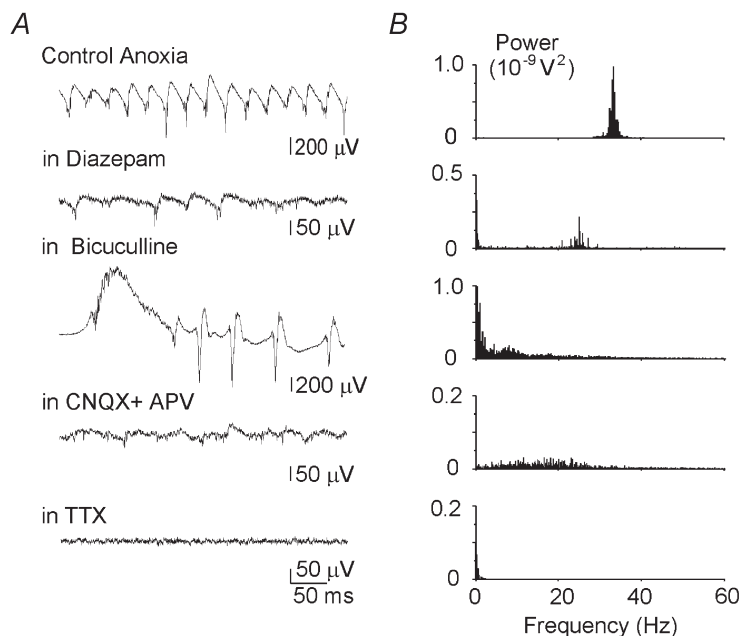 A
B
Control Anoxia
200 µV
in Diazepam
50 µV
in Bicuculline
200 µV
in CNQX+ APV
50 µV
in TTX
50 µV
50 ms
Power
(10-9 V2)
1.0
0
0.5
0
1.0
0
0.2
0
0.2
0
0 20 40 60
Frequency (Hz)